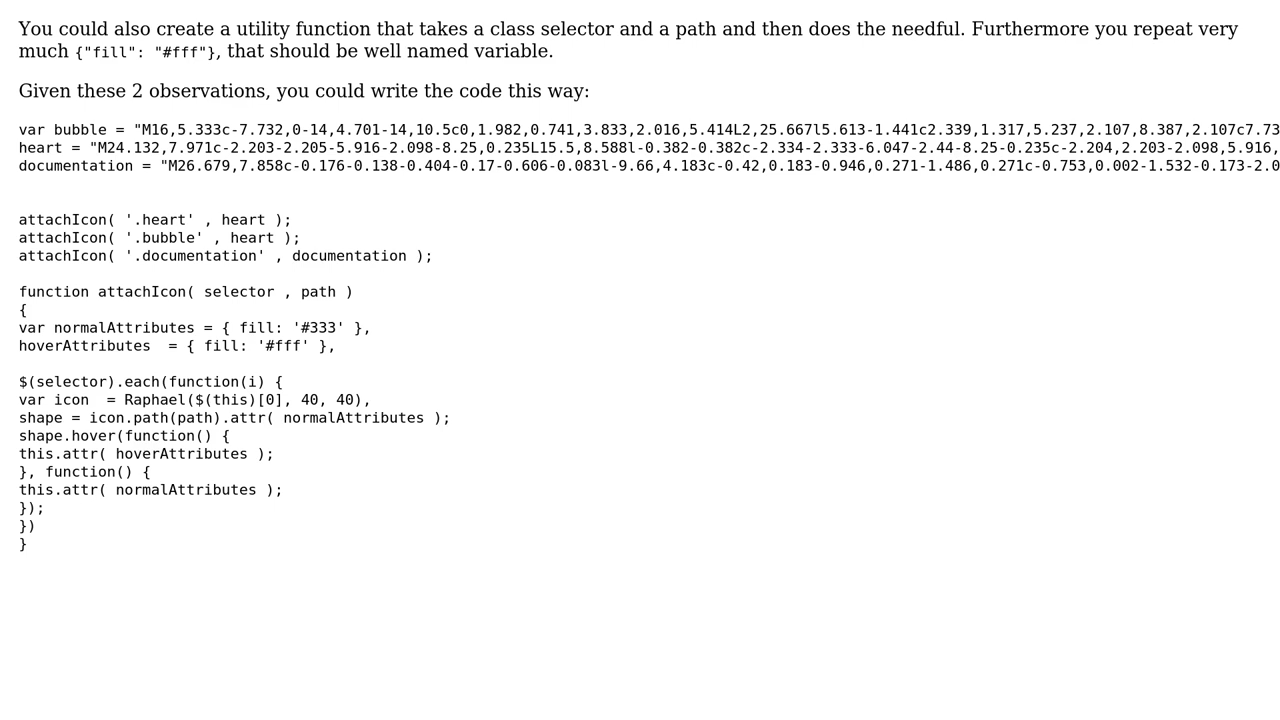 You could also create a utility function that takes a class selector and a path and then does the needful. Furthermore you repeat very
much {"fill": "#fff"}, that should be well named variable.
Given these 2 observations, you could write the code this way:
var bubble = "M16,5.333c-7.732,0-14,4.701-14,10.5c0,1.982,0.741,3.833,2.016,5.414L2,25.667l5.613-1.441c2.339,1.317,5.237,2.107,8.387,2.107c7.73
heart = "M24.132,7.971c-2.203-2.205-5.916-2.098-8.25,0.235L15.5,8.588l-0.382-0.382c-2.334-2.333-6.047-2.44-8.25-0.235c-2.204,2.203-2.098,5.916,
documentation = "M26.679,7.858c-0.176-0.138-0.404-0.17-0.606-0.083l-9.66,4.183c-0.42,0.183-0.946,0.271-1.486,0.271c-0.753,0.002-1.532-0.173-2.0
attachIcon( '.heart' , heart );
attachIcon( '.bubble' , heart );
attachIcon( '.documentation' , documentation );
function attachIcon( selector , path )
{
var normalAttributes = { fill: '#333' },
hoverAttributes  = { fill: '#fff' },
$(selector).each(function(i) {
var icon  = Raphael($(this)[0], 40, 40),
shape = icon.path(path).attr( normalAttributes );
shape.hover(function() {
this.attr( hoverAttributes );
}, function() {
this.attr( normalAttributes );
});
})
}